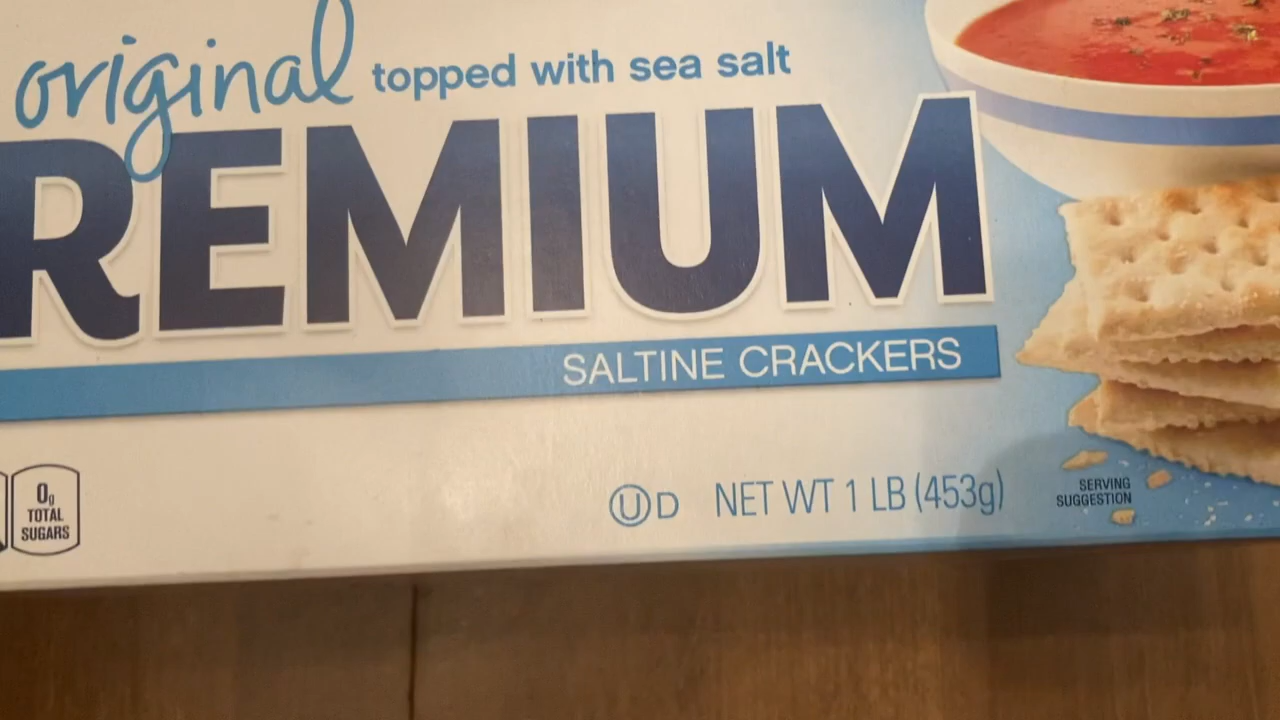 original topped with sea salt
REMIUM
SALTINE CRACKERS
0g
TOTAL
SUGARS
U D NET WT 1 LB (453g)
SERVING
SUGGESTION